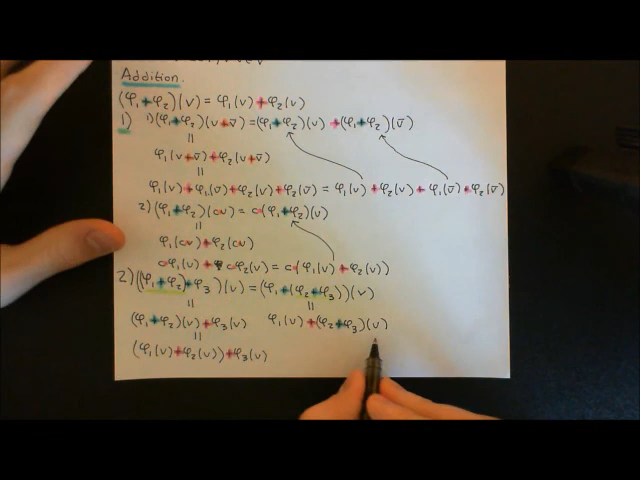 Addition.
(φ₁+φ₂)(v) = φ₁(v) + φ₂(v)
1) 1) (φ₁+φ₂)(v+v̄) = (φ₁+φ₂)(v) + (φ₁+φ₂)(v̄)
=
φ₁(v+v̄) + φ₂(v+v̄)
=
φ₁(v) + φ₁(v̄) + φ₂(v) + φ₂(v̄) = φ₁(v) + φ₂(v) + φ₁(v̄) + φ₂(v̄)
2) (φ₁+φ₂)(cv) = c(φ₁+φ₂)(v)
=
φ₁(cv) + φ₂(cv)
cφ₁(v) + cφ₂(v) = c(φ₁(v) + φ₂(v))
2) ((φ₁+φ₂)+φ₃)(v) = (φ₁+(φ₂+φ₃))(v)
= =
(φ₁+φ₂)(v) + φ₃(v) φ₁(v) + (φ₂+φ₃)(v)
=
(φ₁(v) + φ₂(v)) + φ₃(v)